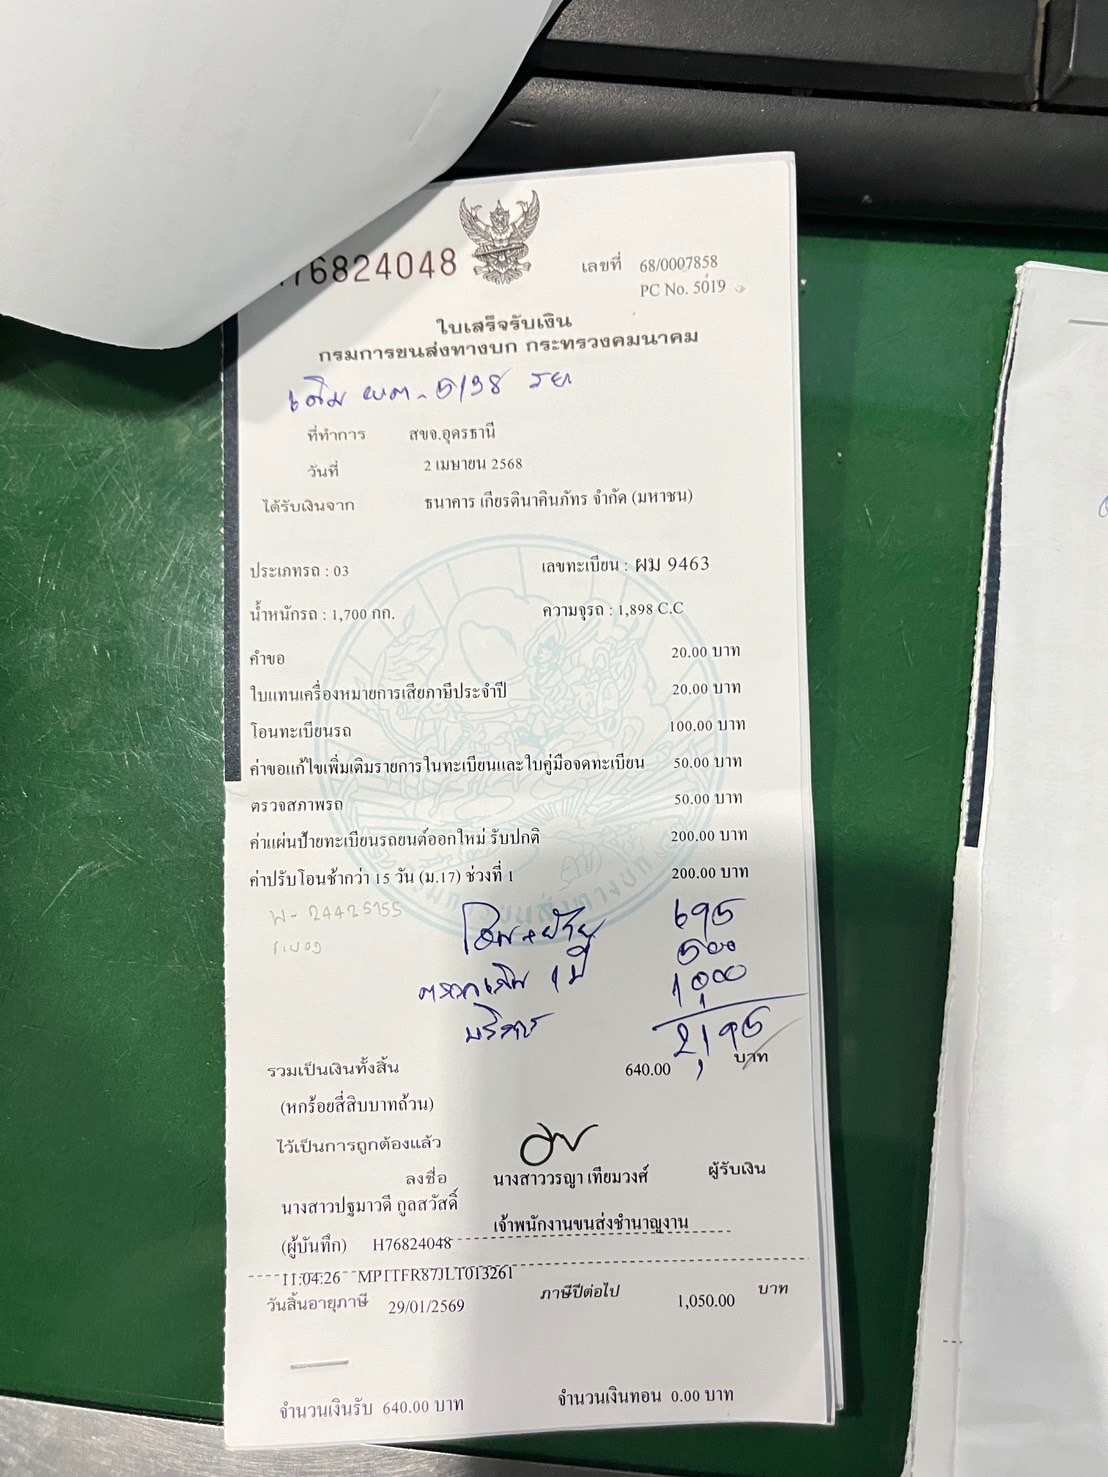 76824048
เลขที่ 68/0007858
PC No. 5019
ใบเสร็จรับเงิน
กรมการขนส่งทางบก กระทรวงคมนาคม
เดิม
ที่ทำการ สขจ.อุดรธานี
วันที่ 2 เมษายน 2568
ได้รับเงินจาก ธนาคาร เกียรตินาคินภัทร จำกัด (มหาชน)
ประเภทรถ : 03 เลขทะเบียน : ผม 9463
น้ำหนักรถ : 1,700 กก. ความจุรถ : 1,898 C.C
คำขอ 20.00 บาท
ใบแทนเครื่องหมายการเสียภาษีประจำปี 20.00 บาท
โอนทะเบียนรถ 100.00 บาท
ค่าขอแก้ไขเพิ่มเติมรายการในทะเบียนและใบคู่มือจดทะเบียน 50.00 บาท
ตรวจสภาพรถ 50.00 บาท
ค่าแผ่นป้ายทะเบียนรถยนต์ออกใหม่ รับปกติ 200.00 บาท
ค่าปรับโอนช้ากว่า 15 วัน (ม.17) ช่วงที่ 1 200.00 บาท
โอน+ย้าย 695
1 ปี 500
บริการ 1,000
2,195
รวมเป็นเงินทั้งสิ้น 640.00 บาท
(หกร้อยสี่สิบบาทถ้วน)
ไว้เป็นการถูกต้องแล้ว
ลงชื่อ นางสาววรญา เทียมวงศ์ ผู้รับเงิน
นางสาวปฐมาวดี กูลสวัสดิ์
เจ้าพนักงานขนส่งชำนาญงาน
(ผู้บันทึก) H76824048
11:04:26 MP1TFR87JLT013261
วันสิ้นอายุภาษี 29/01/2569 ภาษีปีต่อไป 1,050.00 บาท
จำนวนเงินรับ 640.00 บาท จำนวนเงินทอน 0.00 บาท